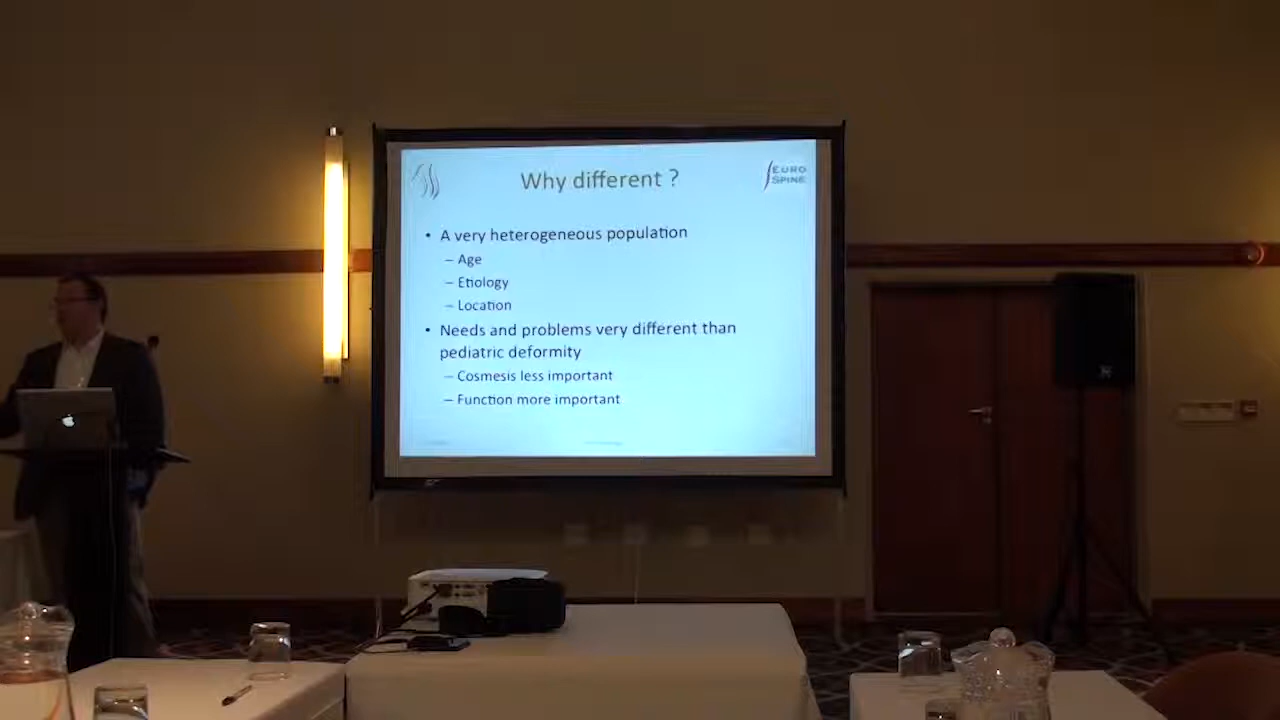 Why different ?
EURO
SPINE
• A very heterogeneous population
– Age
– Etiology
– Location
• Needs and problems very different than
pediatric deformity
– Cosmesis less important
– Function more important